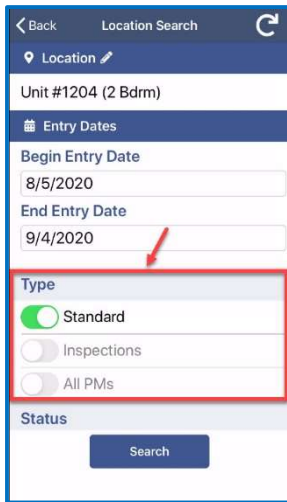 Back Location Search
Location
Unit #1204 (2 Bdrm)
Entry Dates
Begin Entry Date
8/5/2020
End Entry Date
9/4/2020
Type
Standard
Inspections
All PMs
Status
Search